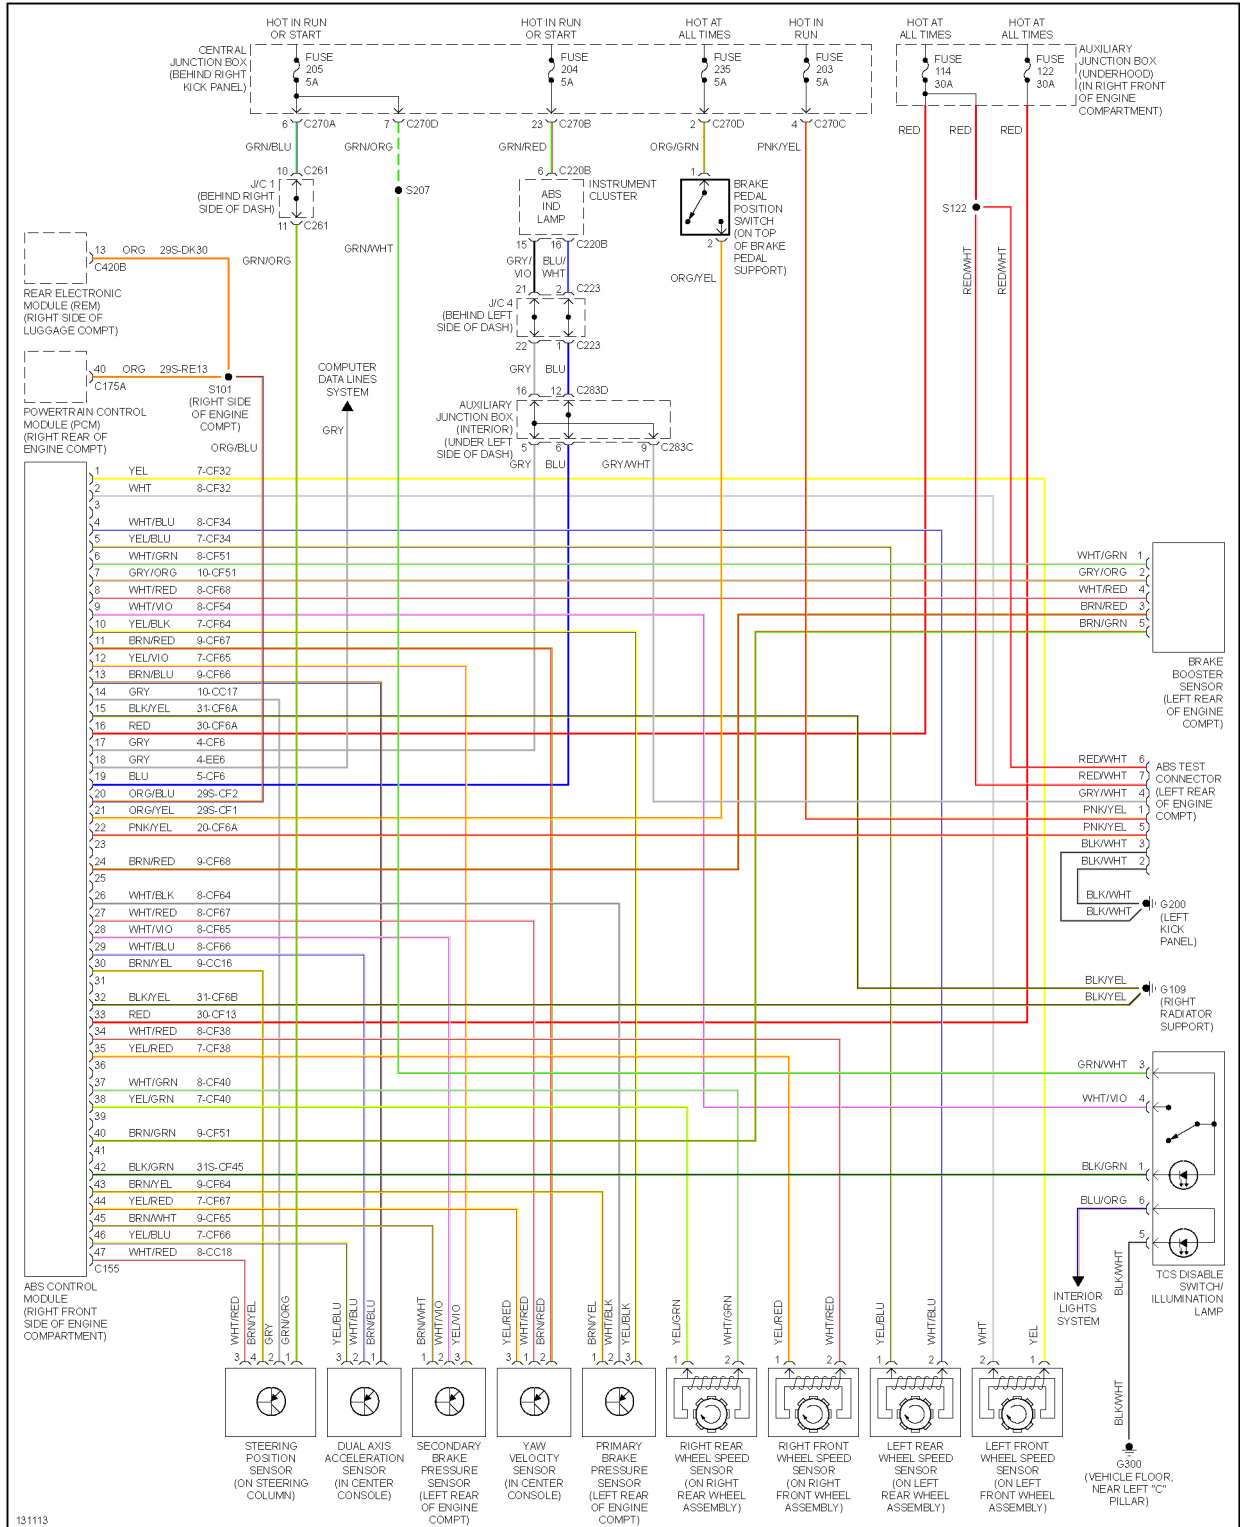 HOT IN RUN
OR START
HOT IN RUN
OR START
HOT AT
ALL TIMES
HOT IN
RUN
HOT AT
ALL TIMES
HOT AT
ALL TIMES
CENTRAL
JUNCTION BOX
(BEHIND RIGHT
KICK PANEL)
FUSE
205
5A
FUSE
204
5A
FUSE
235
5A
FUSE
203
5A
FUSE
114
30A
FUSE
122
30A
AUXILIARY
JUNCTION BOX
(UNDERHOOD)
(IN RIGHT FRONT
OF ENGINE
COMPARTMENT)
6 C270A
7 C270D
23 C270B
2 C270D
4 C270C
RED
RED
RED
GRN/BLU
GRN/ORG
GRN/RED
ORG/GRN
PNK/YEL
10 C261
J/C 1
(BEHIND RIGHT
SIDE OF DASH)
11 C261
S207
6 C220B
ABS
IND
LAMP
INSTRUMENT
CLUSTER
15 16 C220B
1
BRAKE
PEDAL
POSITION
SWITCH
(ON TOP
OF BRAKE
PEDAL
SUPPORT)
2
S122
RED/WHT
RED/WHT
GRN/ORG
GRN/WHT
GRY/
VIO
BLU/
WHT
ORG/YEL
21 2 C223
J/C 4
(BEHIND LEFT
SIDE OF DASH)
22 1 C223
GRY BLU
16 12 C283D
AUXILIARY
JUNCTION BOX
(INTERIOR)
(UNDER LEFT
SIDE OF DASH)
5 6 9 C283C
GRY BLU GRY/WHT
13 ORG 29S-DK30
C420B
REAR ELECTRONIC
MODULE (REM)
(RIGHT SIDE OF
LUGGAGE COMPT)
40 ORG 29S-RE13
C175A
POWERTRAIN CONTROL
MODULE (PCM)
(RIGHT REAR OF
ENGINE COMPT)
S101
(RIGHT SIDE
OF ENGINE
COMPT)
ORG/BLU
COMPUTER
DATA LINES
SYSTEM
GRY
1 YEL 7-CF32
2 WHT 8-CF32
3
4 WHT/BLU 8-CF34
5 YEL/BLU 7-CF34
6 WHT/GRN 8-CF51
7 GRY/ORG 10-CF51
8 WHT/RED 8-CF68
9 WHT/VIO 8-CF54
10 YEL/BLK 7-CF64
11 BRN/RED 9-CF67
12 YEL/VIO 7-CF65
13 BRN/BLU 9-CF66
14 GRY 10-CC17
15 BLK/YEL 31-CF6A
16 RED 30-CF6A
17 GRY 4-CF6
18 GRY 4-EE6
19 BLU 5-CF6
20 ORG/BLU 29S-CF2
21 ORG/YEL 29S-CF1
22 PNK/YEL 20-CF6A
23
24 BRN/RED 9-CF68
25
26 WHT/BLK 8-CF64
27 WHT/RED 8-CF67
28 WHT/VIO 8-CF65
29 WHT/BLU 8-CF66
30 BRN/YEL 9-CC16
31
32 BLK/YEL 31-CF6B
33 RED 30-CF13
34 WHT/RED 8-CF38
35 YEL/RED 7-CF38
36
37 WHT/GRN 8-CF40
38 YEL/GRN 7-CF40
39
40 BRN/GRN 9-CF51
41
42 BLK/GRN 31S-CF45
43 BRN/YEL 9-CF64
44 YEL/RED 7-CF67
45 BRN/WHT 9-CF65
46 YEL/BLU 7-CF66
47 WHT/RED 8-CC18
C155
ABS CONTROL
MODULE
(RIGHT FRONT
SIDE OF ENGINE
COMPARTMENT)
WHT/GRN 1
GRY/ORG 2
WHT/RED 4
BRN/RED 3
BRN/GRN 5
BRAKE
BOOSTER
SENSOR
(LEFT REAR
OF ENGINE
COMPT)
RED/WHT 6
RED/WHT 7
GRY/WHT 4
PNK/YEL 1
PNK/YEL 5
BLK/WHT 3
BLK/WHT 2
ABS TEST
CONNECTOR
(LEFT REAR
OF ENGINE
COMPT)
BLK/WHT
BLK/WHT
G200
(LEFT
KICK
PANEL)
BLK/YEL
BLK/YEL
G109
(RIGHT
RADIATOR
SUPPORT)
GRN/WHT 3
WHT/VIO 4
BLK/GRN 1
BLU/ORG 6
5
TCS DISABLE
SWITCH/
ILLUMINATION
LAMP
INTERIOR
LIGHTS
SYSTEM
BLK/WHT
BLK/WHT
G300
(VEHICLE FLOOR,
NEAR LEFT "C"
PILLAR)
WHT/RED
BRN/YEL
GRY
GRN/ORG
3 4 2 1
STEERING
POSITION
SENSOR
(ON STEERING
COLUMN)
YEL/BLU
WHT/BLU
BRN/BLU
3 2 1
DUAL AXIS
ACCELERATION
SENSOR
(IN CENTER
CONSOLE)
BRN/WHT
WHT/VIO
YEL/VIO
1 2 3
SECONDARY
BRAKE
PRESSURE
SENSOR
(LEFT REAR
OF ENGINE
COMPT)
YEL/RED
WHT/RED
BRN/RED
3 1 2
YAW
VELOCITY
SENSOR
(IN CENTER
CONSOLE)
BRN/YEL
WHT/BLK
YEL/BLK
1 2 3
PRIMARY
BRAKE
PRESSURE
SENSOR
(LEFT REAR
OF ENGINE
COMPT)
YEL/GRN
WHT/GRN
1 2
RIGHT REAR
WHEEL SPEED
SENSOR
(ON RIGHT
REAR WHEEL
ASSEMBLY)
YEL/RED
WHT/RED
1 2
RIGHT FRONT
WHEEL SPEED
SENSOR
(ON RIGHT
FRONT WHEEL
ASSEMBLY)
YEL/BLU
WHT/BLU
1 2
LEFT REAR
WHEEL SPEED
SENSOR
(ON LEFT
REAR WHEEL
ASSEMBLY)
WHT
YEL
2 1
LEFT FRONT
WHEEL SPEED
SENSOR
(ON LEFT
FRONT WHEEL
ASSEMBLY)
131113